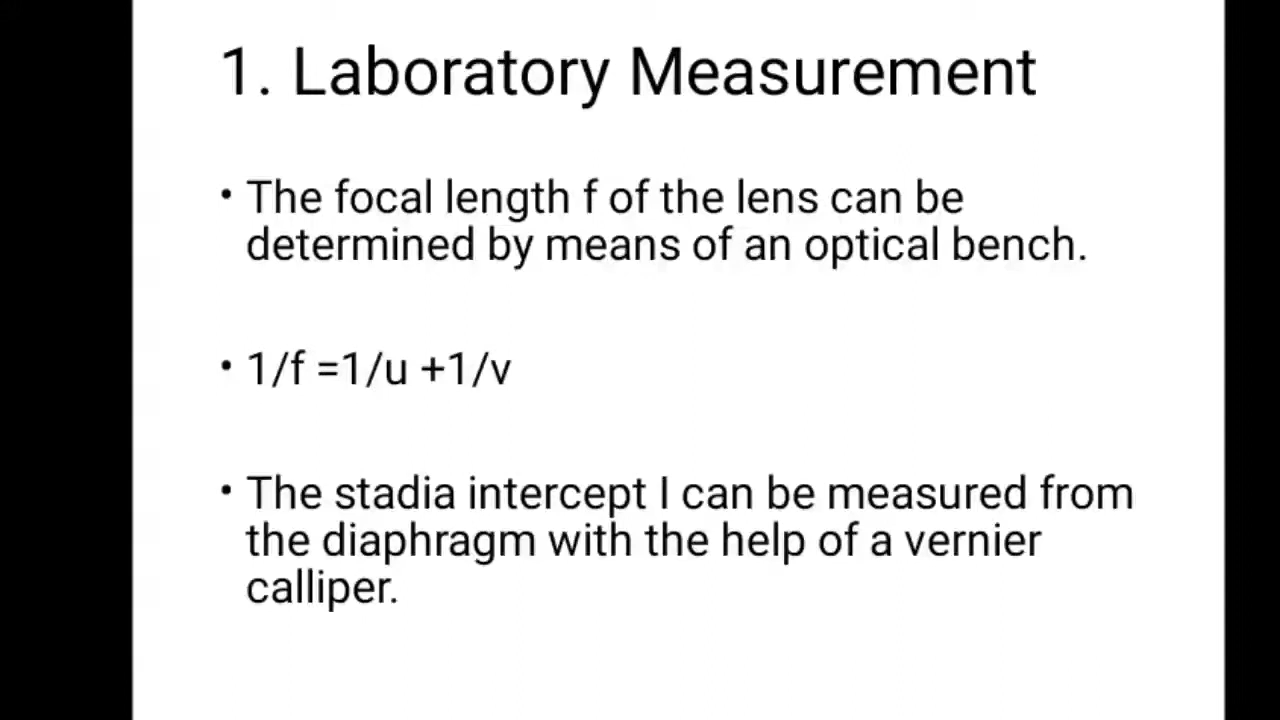 1. Laboratory Measurement
• The focal length f of the lens can be
determined by means of an optical bench.
• 1/f =1/u +1/v
• The stadia intercept I can be measured from
the diaphragm with the help of a vernier
calliper.